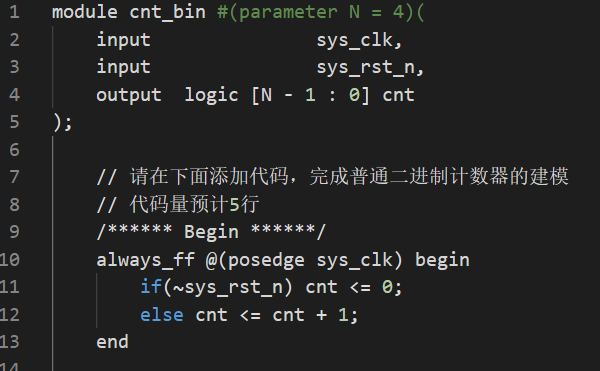 1 module cnt_bin #(parameter N = 4)(
2 input sys_clk,
3 input sys_rst_n,
4 output logic [N - 1 : 0] cnt
5 );
6
7 // 请在下面添加代码，完成普通二进制计数器的建模
8 // 代码量预计5行
9 /****** Begin ******/
10 always_ff @(posedge sys_clk) begin
11 if(~sys_rst_n) cnt <= 0;
12 else cnt <= cnt + 1;
13 end
14